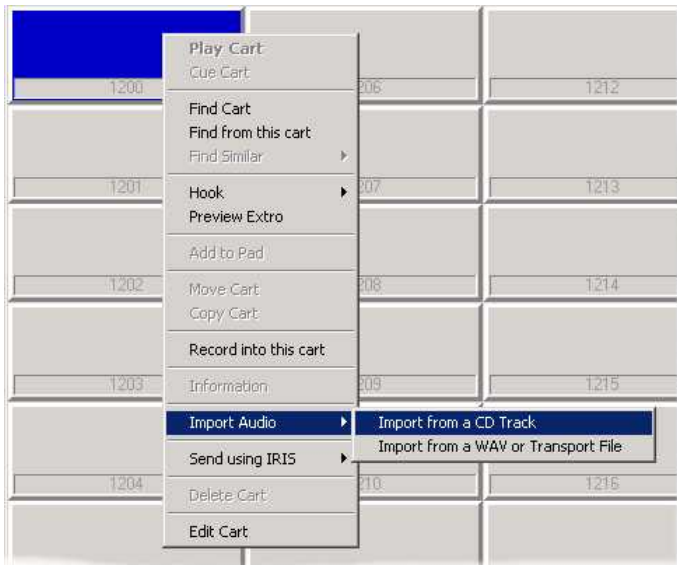 1200
206
1212
1201
207
1213
1202
208
1214
1203
209
1215
1204
210
1216
Play Cart
Cue Cart
Find Cart
Find from this cart
Find Similar
Hook
Preview Extro
Add to Pad
Move Cart
Copy Cart
Record into this cart
Information
Import Audio
Send using IRIS
Delete Cart
Edit Cart
Import from a CD Track
Import from a WAV or Transport File